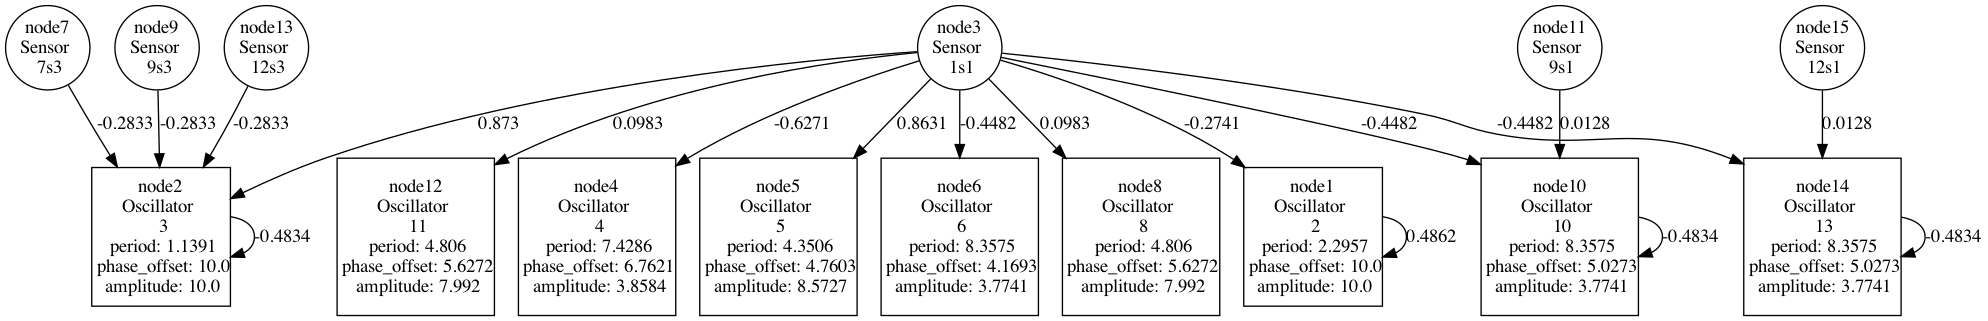 node7
Sensor
7s3
node9
Sensor
9s3
node13
Sensor
12s3
node3
Sensor
1s1
node11
Sensor
9s1
node15
Sensor
12s1
-0.2833
-0.2833
-0.2833
0.873
0.0983
-0.6271
0.8631
-0.4482
0.0983
-0.2741
-0.4482
-0.4482
0.0128
0.0128
node2
Oscillator
3
period: 1.1391
phase_offset: 10.0
amplitude: 10.0
-0.4834
node12
Oscillator
11
period: 4.806
phase_offset: 5.6272
amplitude: 7.992
node4
Oscillator
4
period: 7.4286
phase_offset: 6.7621
amplitude: 3.8584
node5
Oscillator
5
period: 4.3506
phase_offset: 4.7603
amplitude: 8.5727
node6
Oscillator
6
period: 8.3575
phase_offset: 4.1693
amplitude: 3.7741
node8
Oscillator
8
period: 4.806
phase_offset: 5.6272
amplitude: 7.992
node1
Oscillator
2
period: 2.2957
phase_offset: 10.0
amplitude: 10.0
0.4862
node10
Oscillator
10
period: 8.3575
phase_offset: 5.0273
amplitude: 3.7741
-0.4834
node14
Oscillator
13
period: 8.3575
phase_offset: 5.0273
amplitude: 3.7741
-0.4834